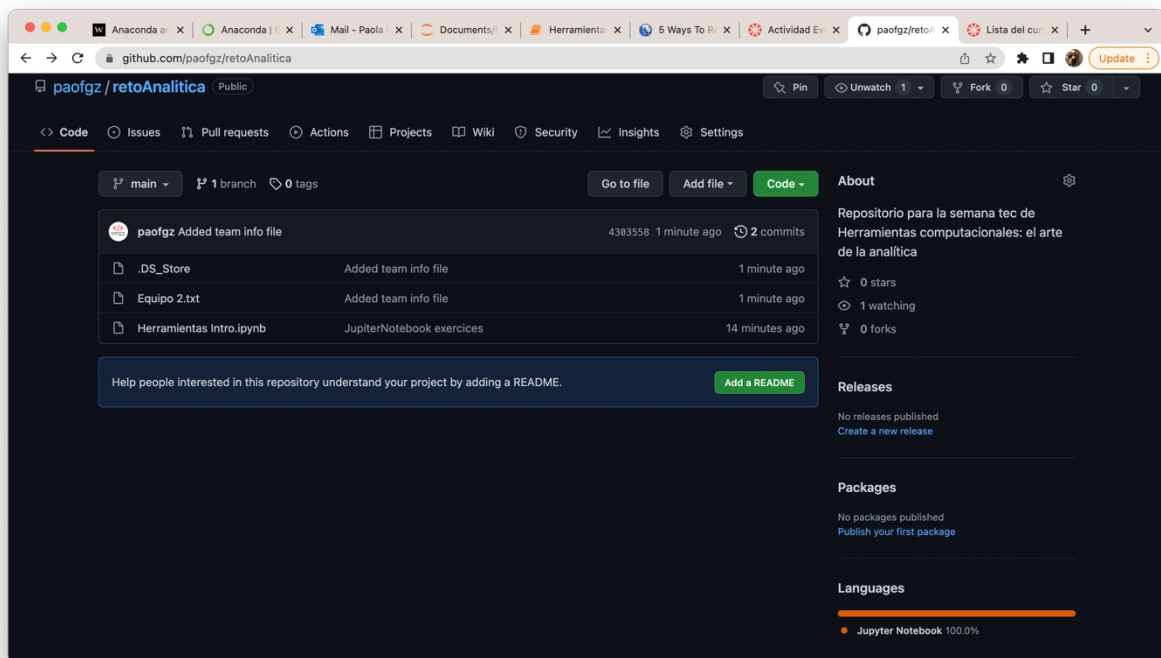 Anaconda an Anaconda | C Mail - Paola Documents/ Herramienta 5 Ways To R Actividad Ev paofgz/retoA Lista del cur
github.com/paofgz/retoAnalitica Update
paofgz / retoAnalitica Public Pin Unwatch 1 Fork 0 Star 0
Code Issues Pull requests Actions Projects Wiki Security Insights Settings
main 1 branch 0 tags Go to file Add file Code
paofgz Added team info file 4303558 1 minute ago 2 commits
.DS_Store Added team info file 1 minute ago
Equipo 2.txt Added team info file 1 minute ago
Herramientas Intro.ipynb JupiterNotebook exercices 14 minutes ago
Help people interested in this repository understand your project by adding a README. Add a README
About
Repositorio para la semana tec de
Herramientas computacionales: el arte
de la analítica
0 stars
1 watching
0 forks
Releases
No releases published
Create a new release
Packages
No packages published
Publish your first package
Languages
Jupyter Notebook 100.0%